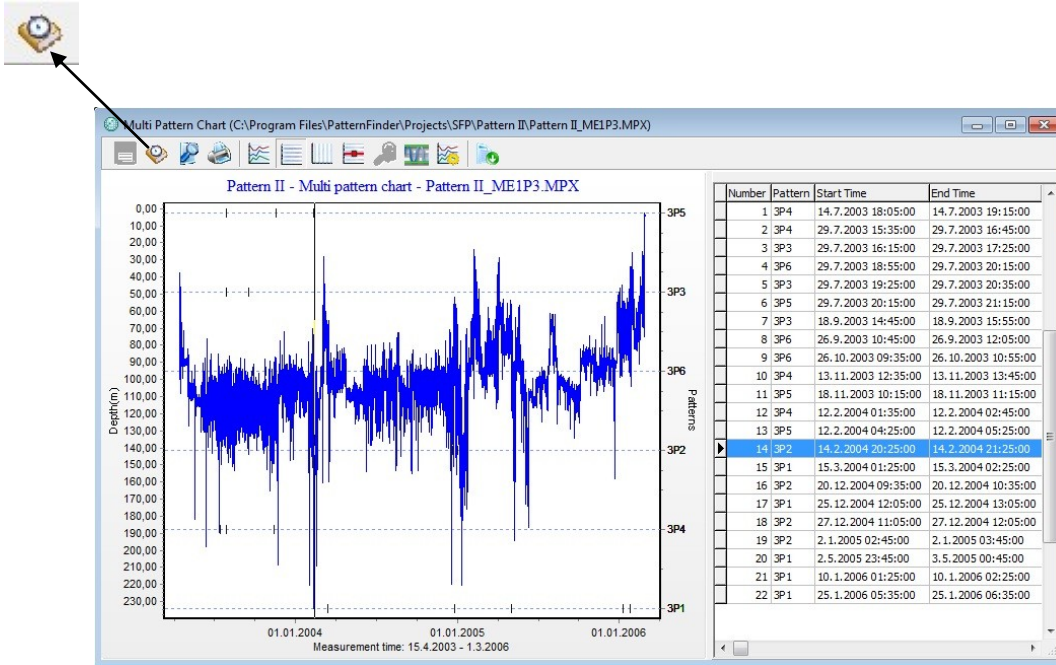 Multi Pattern Chart (C:\Program Files\PatternFinder\Projects\SFP\Pattern II\Pattern II_ME1P3.MPX)
Pattern II - Multi pattern chart - Pattern II_ME1P3.MPX
0,00
10,00
20,00
30,00
40,00
50,00
60,00
70,00
80,00
90,00
100,00
110,00
120,00
130,00
140,00
150,00
160,00
170,00
180,00
190,00
200,00
210,00
220,00
230,00
Depth(m)
3P5
3P3
3P6
3P2
3P4
3P1
Patterns
01.01.2004 01.01.2005 01.01.2006
Measurement time: 15.4.2003 - 1.3.2006
Number Pattern Start Time End Time
1 3P4 14.7.2003 18:05:00 14.7.2003 19:15:00
2 3P4 29.7.2003 15:35:00 29.7.2003 16:45:00
3 3P3 29.7.2003 16:15:00 29.7.2003 17:25:00
4 3P6 29.7.2003 18:55:00 29.7.2003 20:15:00
5 3P3 29.7.2003 19:25:00 29.7.2003 20:35:00
6 3P5 29.7.2003 20:15:00 29.7.2003 21:15:00
7 3P3 18.9.2003 14:45:00 18.9.2003 15:55:00
8 3P6 26.9.2003 10:45:00 26.9.2003 12:05:00
9 3P6 26.10.2003 09:35:00 26.10.2003 10:55:00
10 3P4 13.11.2003 12:35:00 13.11.2003 13:45:00
11 3P5 18.11.2003 10:15:00 18.11.2003 11:15:00
12 3P4 12.2.2004 01:35:00 12.2.2004 02:45:00
13 3P5 12.2.2004 04:25:00 12.2.2004 05:25:00
14 3P2 14.2.2004 20:25:00 14.2.2004 21:25:00
15 3P1 15.3.2004 01:25:00 15.3.2004 02:25:00
16 3P2 20.12.2004 09:35:00 20.12.2004 10:35:00
17 3P1 25.12.2004 12:05:00 25.12.2004 13:05:00
18 3P2 27.12.2004 11:05:00 27.12.2004 12:05:00
19 3P2 2.1.2005 02:45:00 2.1.2005 03:45:00
20 3P1 2.5.2005 23:45:00 3.5.2005 00:45:00
21 3P1 10.1.2006 01:25:00 10.1.2006 02:25:00
22 3P1 25.1.2006 05:35:00 25.1.2006 06:35:00